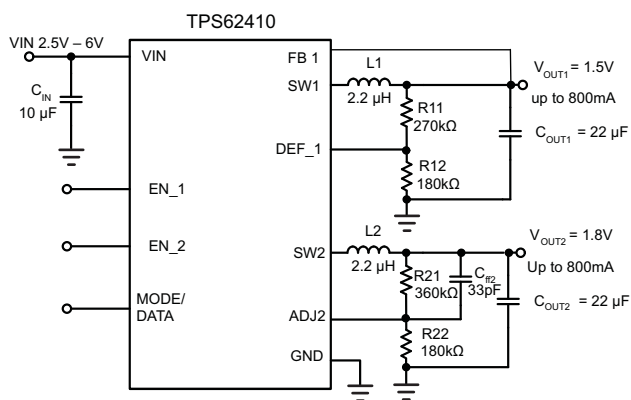 TPS62410
VIN 2.5V – 6V
VIN
FB 1
L1
SW1
2.2 µH
V_OUT1 = 1.5V
up to 800mA
C_IN
10 µF
R11
270kΩ
C_OUT1 = 22 µF
DEF_1
R12
180kΩ
EN_1
EN_2
L2
SW2
2.2 µH
V_OUT2 = 1.8V
Up to 800mA
R21
360kΩ
C_ff2
33pF
C_OUT2 = 22 µF
MODE/
DATA
ADJ2
R22
180kΩ
GND